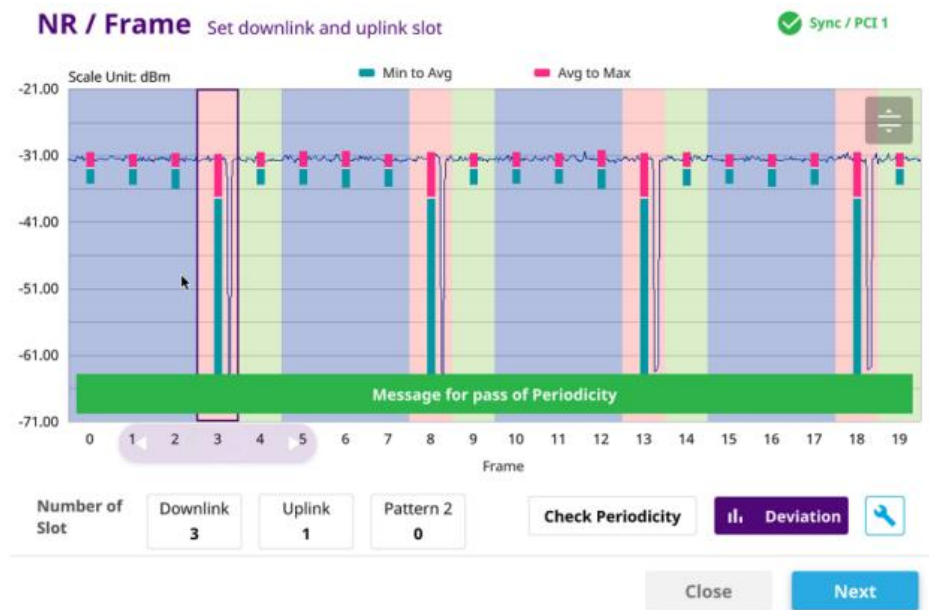 NR / Frame Set downlink and uplink slot
Sync / PCI 1
Scale Unit: dBm
Min to Avg
Avg to Max
-21.00
-31.00
-41.00
-51.00
-61.00
-71.00
Message for pass of Periodicity
0 1 2 3 4 5 6 7 8 9 10 11 12 13 14 15 16 17 18 19
Frame
Number of
Slot
Downlink
3
Uplink
1
Pattern 2
0
Check Periodicity
Deviation
Close
Next